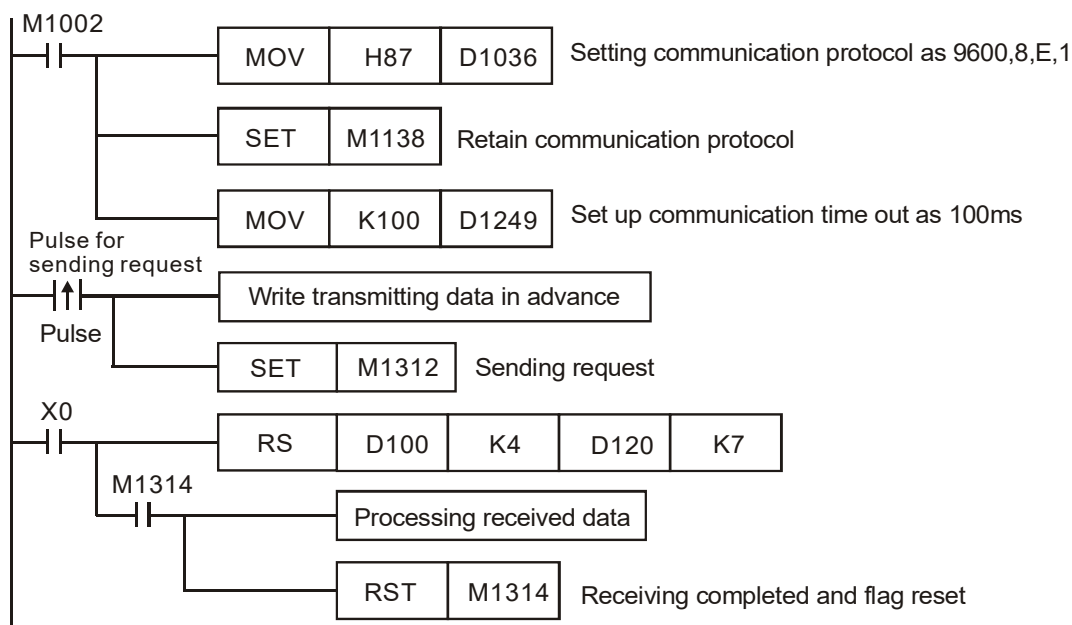 M1002
MOV H87 D1036 Setting communication protocol as 9600,8,E,1
SET M1138 Retain communication protocol
MOV K100 D1249 Set up communication time out as 100ms
Pulse for
sending request
Write transmitting data in advance
Pulse
SET M1312 Sending request
X0
RS D100 K4 D120 K7
M1314
Processing received data
RST M1314 Receiving completed and flag reset